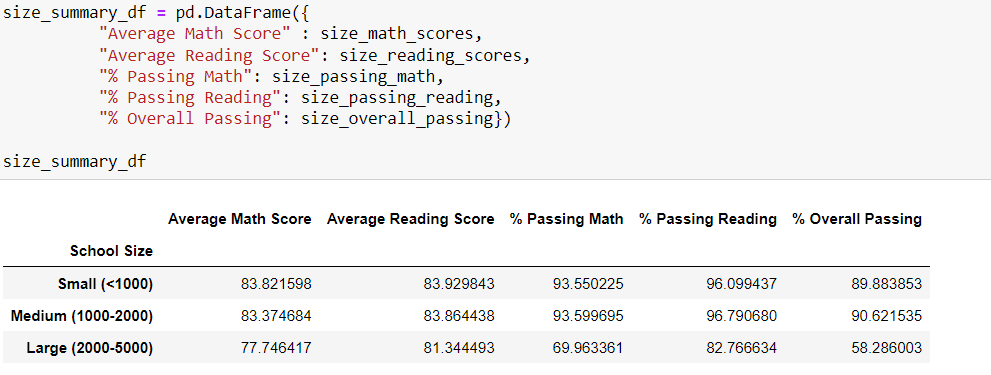 size_summary_df = pd.DataFrame({
"Average Math Score" : size_math_scores,
"Average Reading Score": size_reading_scores,
"% Passing Math": size_passing_math,
"% Passing Reading": size_passing_reading,
"% Overall Passing": size_overall_passing})
size_summary_df
Average Math Score Average Reading Score % Passing Math % Passing Reading % Overall Passing
School Size
Small (<1000) 83.821598 83.929843 93.550225 96.099437 89.883853
Medium (1000-2000) 83.374684 83.864438 93.599695 96.790680 90.621535
Large (2000-5000) 77.746417 81.344493 69.963361 82.766634 58.286003